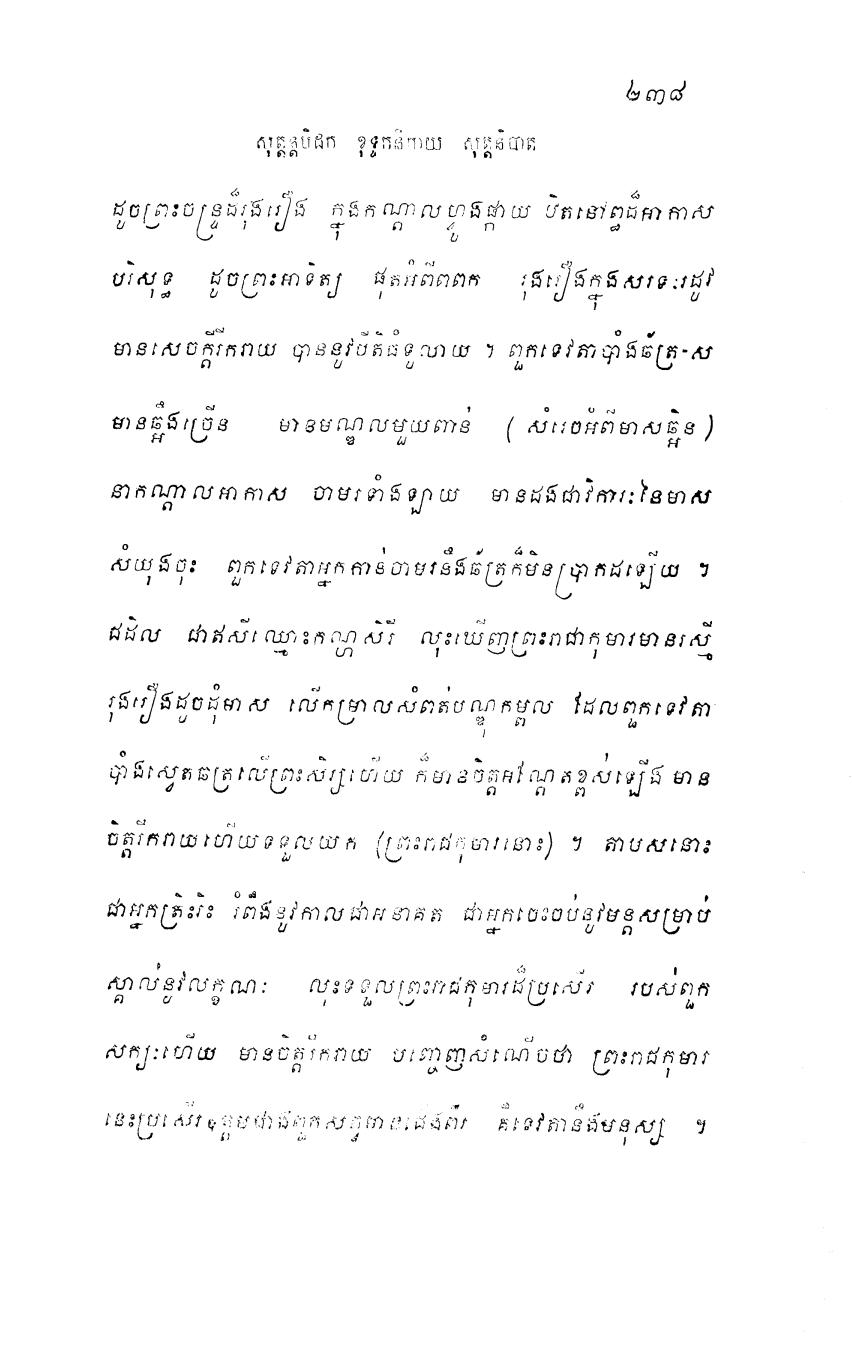 ២៣៨
សុត្តន្តបិដក ខុទ្ទកនិកាយ សុត្តនិបាត
ដូចព្រះចន្ទ្រដ៏រុងរឿង ក្នុងកណ្តាលហ្វូងផ្កាយ ឋិតនៅឰដ៏អាកាស
បរិសុទ្ធ ដូចព្រះអាទិត្យ ផុតអំពីពពក រុងរឿងក្នុងសរទៈរដូវ
មានសេចក្តីរីករាយ បាននូវបីតិធំទូលាយ ។ ពួកទេវតាបាំងឆ័ត្រ
មានឆ្អឹងច្រើន មានមណ្ឌលមួយពាន់ (សំរេចអំពីមាសឆ្អិន)
នាកណ្តាលអាកាស ចាមរទាំងឡាយ មានដងជាវិការៈនៃមាស
សំយុងចុះ ពួកទេវតាអ្នកកាន់ចាមរនឹងឆ័ត្រក៏មិនប្រាកដឡើយ ។
ជដិល ជាឥសីឈ្មោះកណ្ហសិរី លុះឃើញព្រះរាជកុមារមានរស្មី
រុងរឿងដូចដុំមាស លើកម្រាលសំពត់បណ្ឌុកម្ពល ដែលពួកទេវតា
បាំងស្វេតឆត្រលើព្រះសិរ្សហើយ ក៏មានចិត្តអណ្តែតខ្ពស់ឡើង មាន
ចិត្តរីករាយហើយទទួលយក (ព្រះរាជកុមារនោះ) ។ តាបសនោះ
ជាអ្នកត្រិះរិះ រំពឹងនូវកាលជាអនាគត ជាអ្នកចេះចប់នូវមន្តសម្រាប់
ស្គាល់នូវលក្ខណៈ លុះទទួលព្រះរាជកុមារដ៏ប្រសើរ របស់ពួក
សក្យៈហើយ មានចិត្តរីករាយ បញ្ចេញសំណើចថា ព្រះរាជកុមារ
នេះប្រសើរ គឺទេវតានឹងមនុស្ស ។